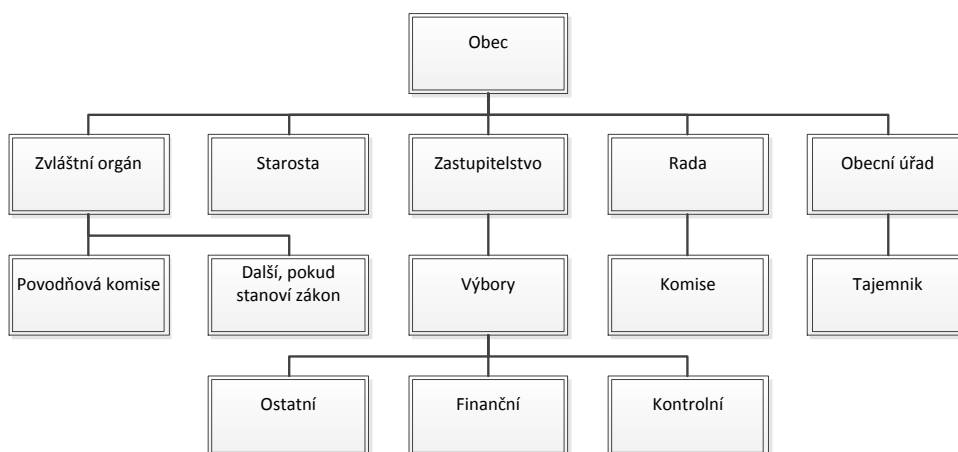 Obec
Zvláštní orgán
Starosta
Zastupitelstvo
Rada
Obecní úřad
Povodňová komise
Další, pokud
stanoví zákon
Výbory
Komise
Tajemnik
Ostatní
Finanční
Kontrolní